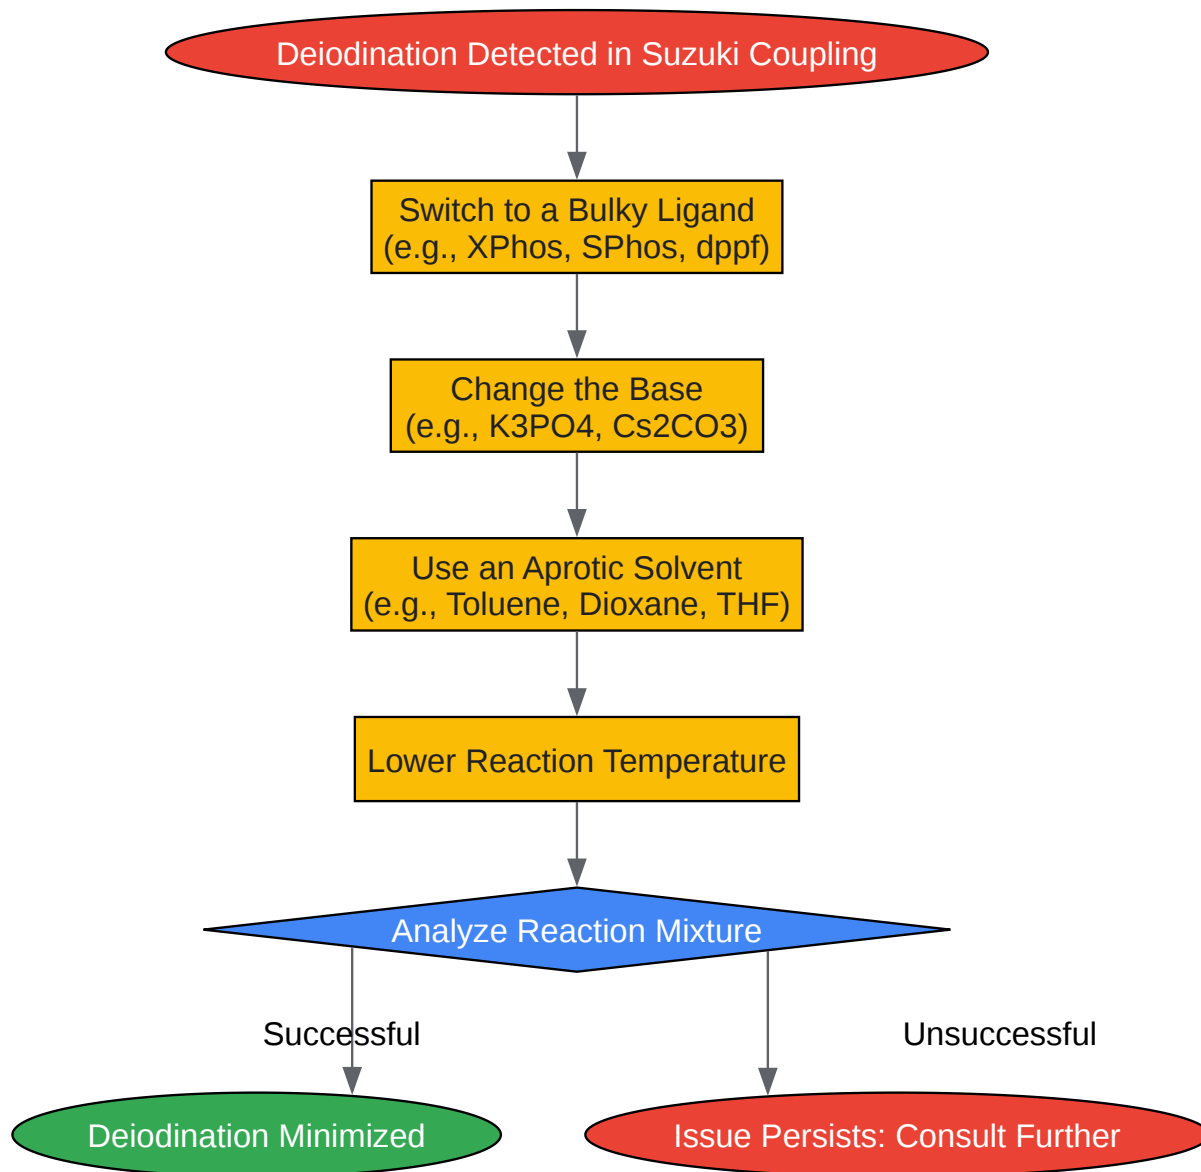 Deiodination Detected in Suzuki Coupling
Switch to a Bulky Ligand
(e.g., XPhos, SPhos, dppf)
Change the Base
(e.g., K3PO4, Cs2CO3)
Use an Aprotic Solvent
(e.g., Toluene, Dioxane, THF)
Lower Reaction Temperature
Analyze Reaction Mixture
Successful
Unsuccessful
Deiodination Minimized
Issue Persists: Consult Further